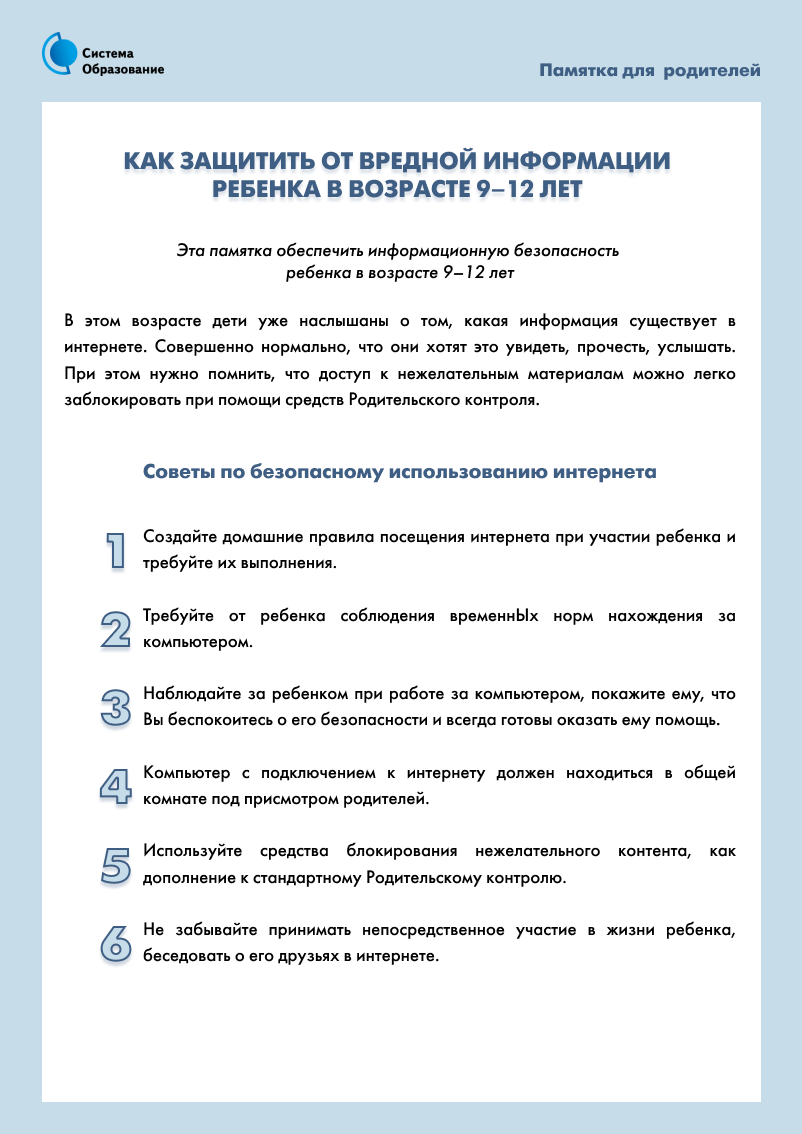 Система
Образование
Памятка для  родителей
КАК ЗАЩИТИТЬ ОТ ВРЕДНОЙ ИНФОРМАЦИИ
РЕБЕНКА В ВОЗРАСТЕ 9–12 ЛЕТ
Эта памятка обеспечить информационную безопасность
ребенка в возрасте 9–12 лет
В этом возрасте дети уже наслышаны о том, какая информация существует в
интернете. Совершенно нормально, что они хотят это увидеть, прочесть, услышать.
При этом нужно помнить, что доступ к нежелательным материалам можно легко
заблокировать при помощи средств Родительского контроля.
Советы по безопасному использованию интернета
1 Создайте домашние правила посещения интернета при участии ребенка и
требуйте их выполнения.
2 Требуйте от ребенка соблюдения временнЫх норм нахождения за
компьютером.
3 Наблюдайте за ребенком при работе за компьютером, покажите ему, что
Вы беспокоитесь о его безопасности и всегда готовы оказать ему помощь.
4 Компьютер с подключением к интернету должен находиться в общей
комнате под присмотром родителей.
5 Используйте средства блокирования нежелательного контента, как
дополнение к стандартному Родительскому контролю.
6 Не забывайте принимать непосредственное участие в жизни ребенка,
беседовать о его друзьях в интернете.